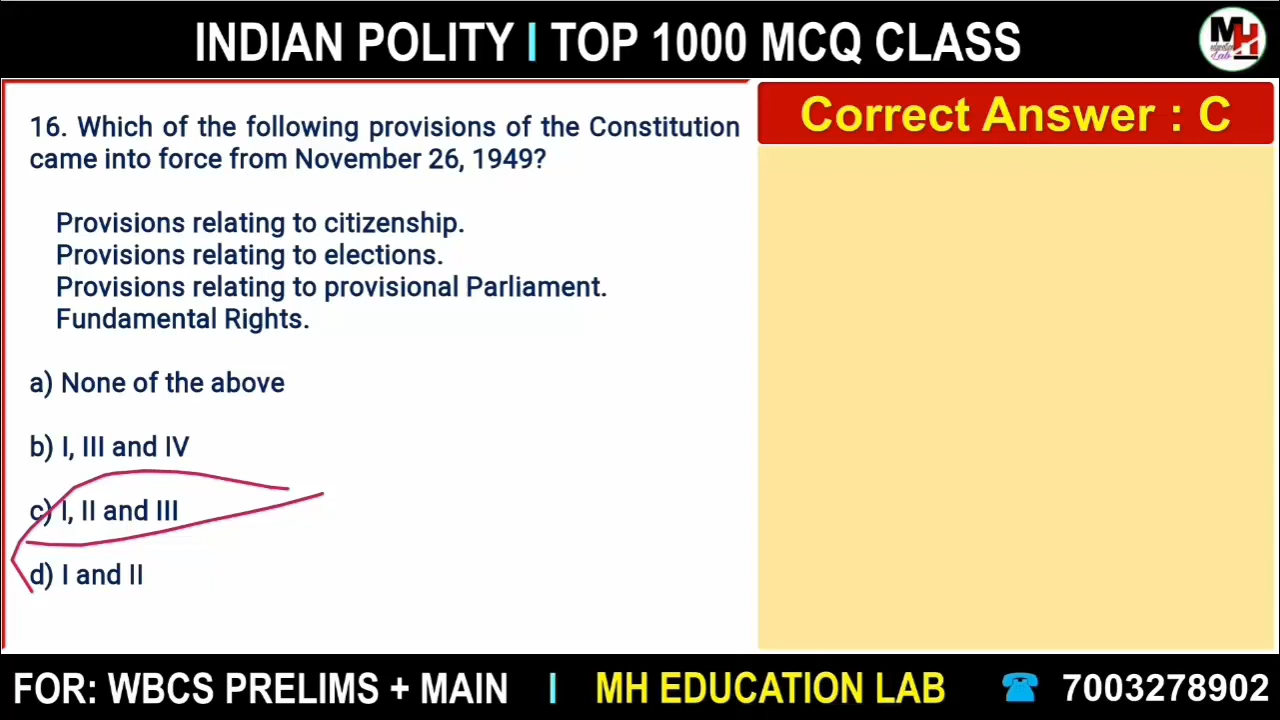 INDIAN POLITY I TOP 1000 MCQ CLASS
MH
education
Lab
16. Which of the following provisions of the Constitution
came into force from November 26, 1949?
Provisions relating to citizenship.
Provisions relating to elections.
Provisions relating to provisional Parliament.
Fundamental Rights.
a) None of the above
b) I, III and IV
c) I, II and III
d) I and II
Correct Answer : C
FOR: WBCS PRELIMS + MAIN I MH EDUCATION LAB ☎ 7003278902